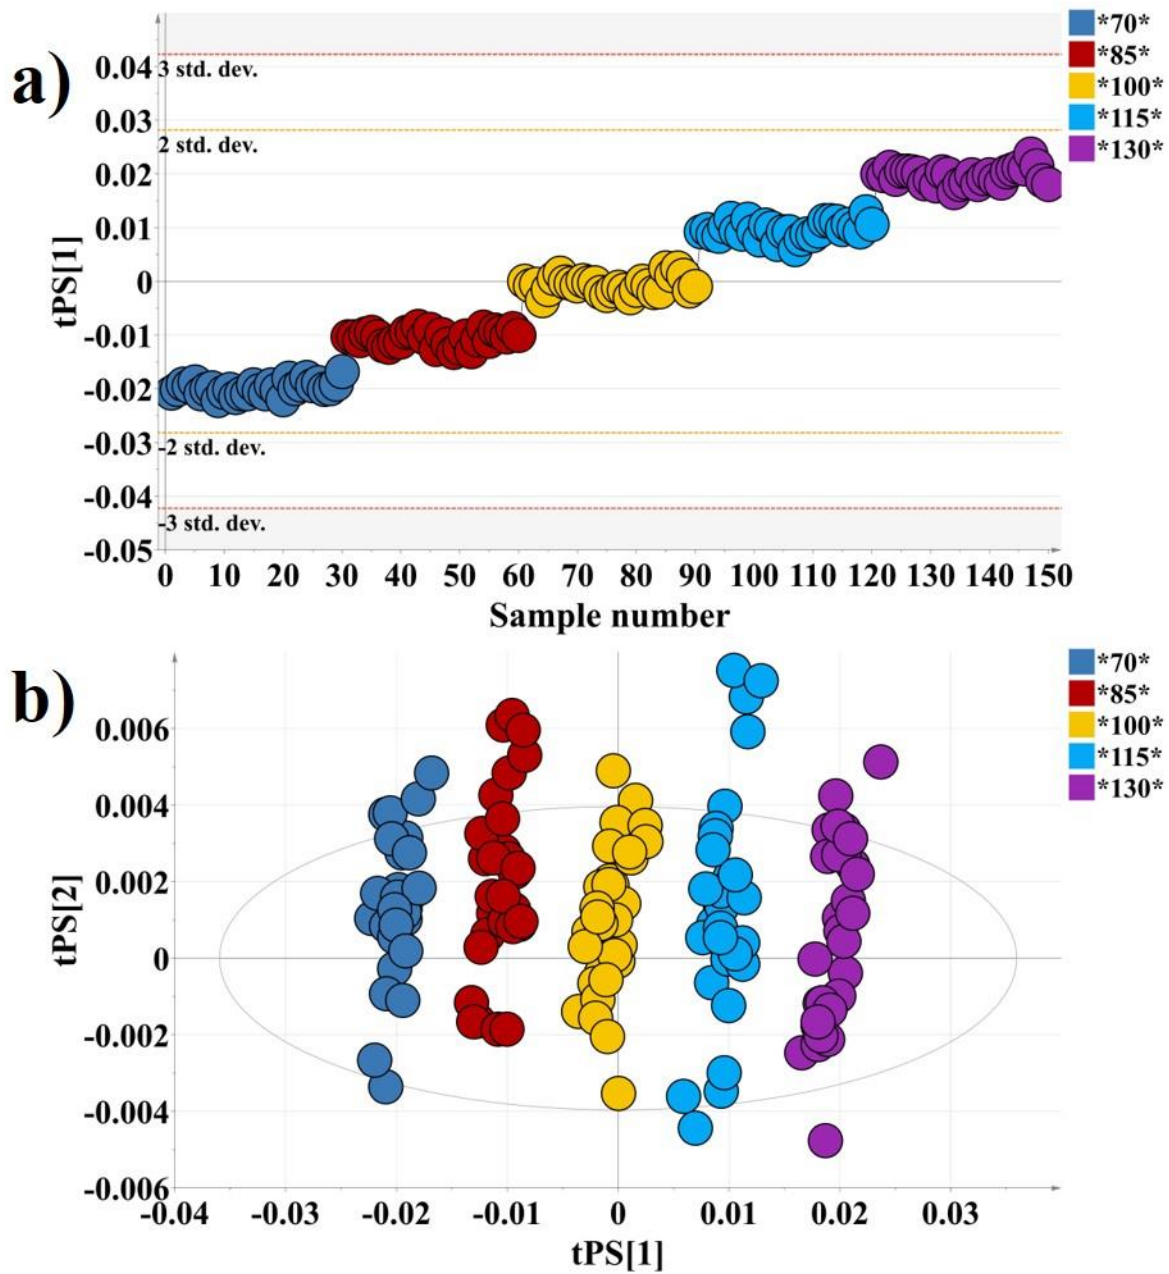 a)
*70*
*85*
*100*
*115*
*130*
0.04
3 std. dev.
0.03
2 std. dev.
0.02
0.01
0
-0.01
-0.02
-0.03
-2 std. dev.
-0.04
-3 std. dev.
-0.05
tPS[1]
0 10 20 30 40 50 60 70 80 90 100 110 120 130 140 150
Sample number
b)
*70*
*85*
*100*
*115*
*130*
0.006
0.004
0.002
0
-0.002
-0.004
-0.006
tPS[2]
-0.04 -0.03 -0.02 -0.01 0 0.01 0.02 0.03
tPS[1]